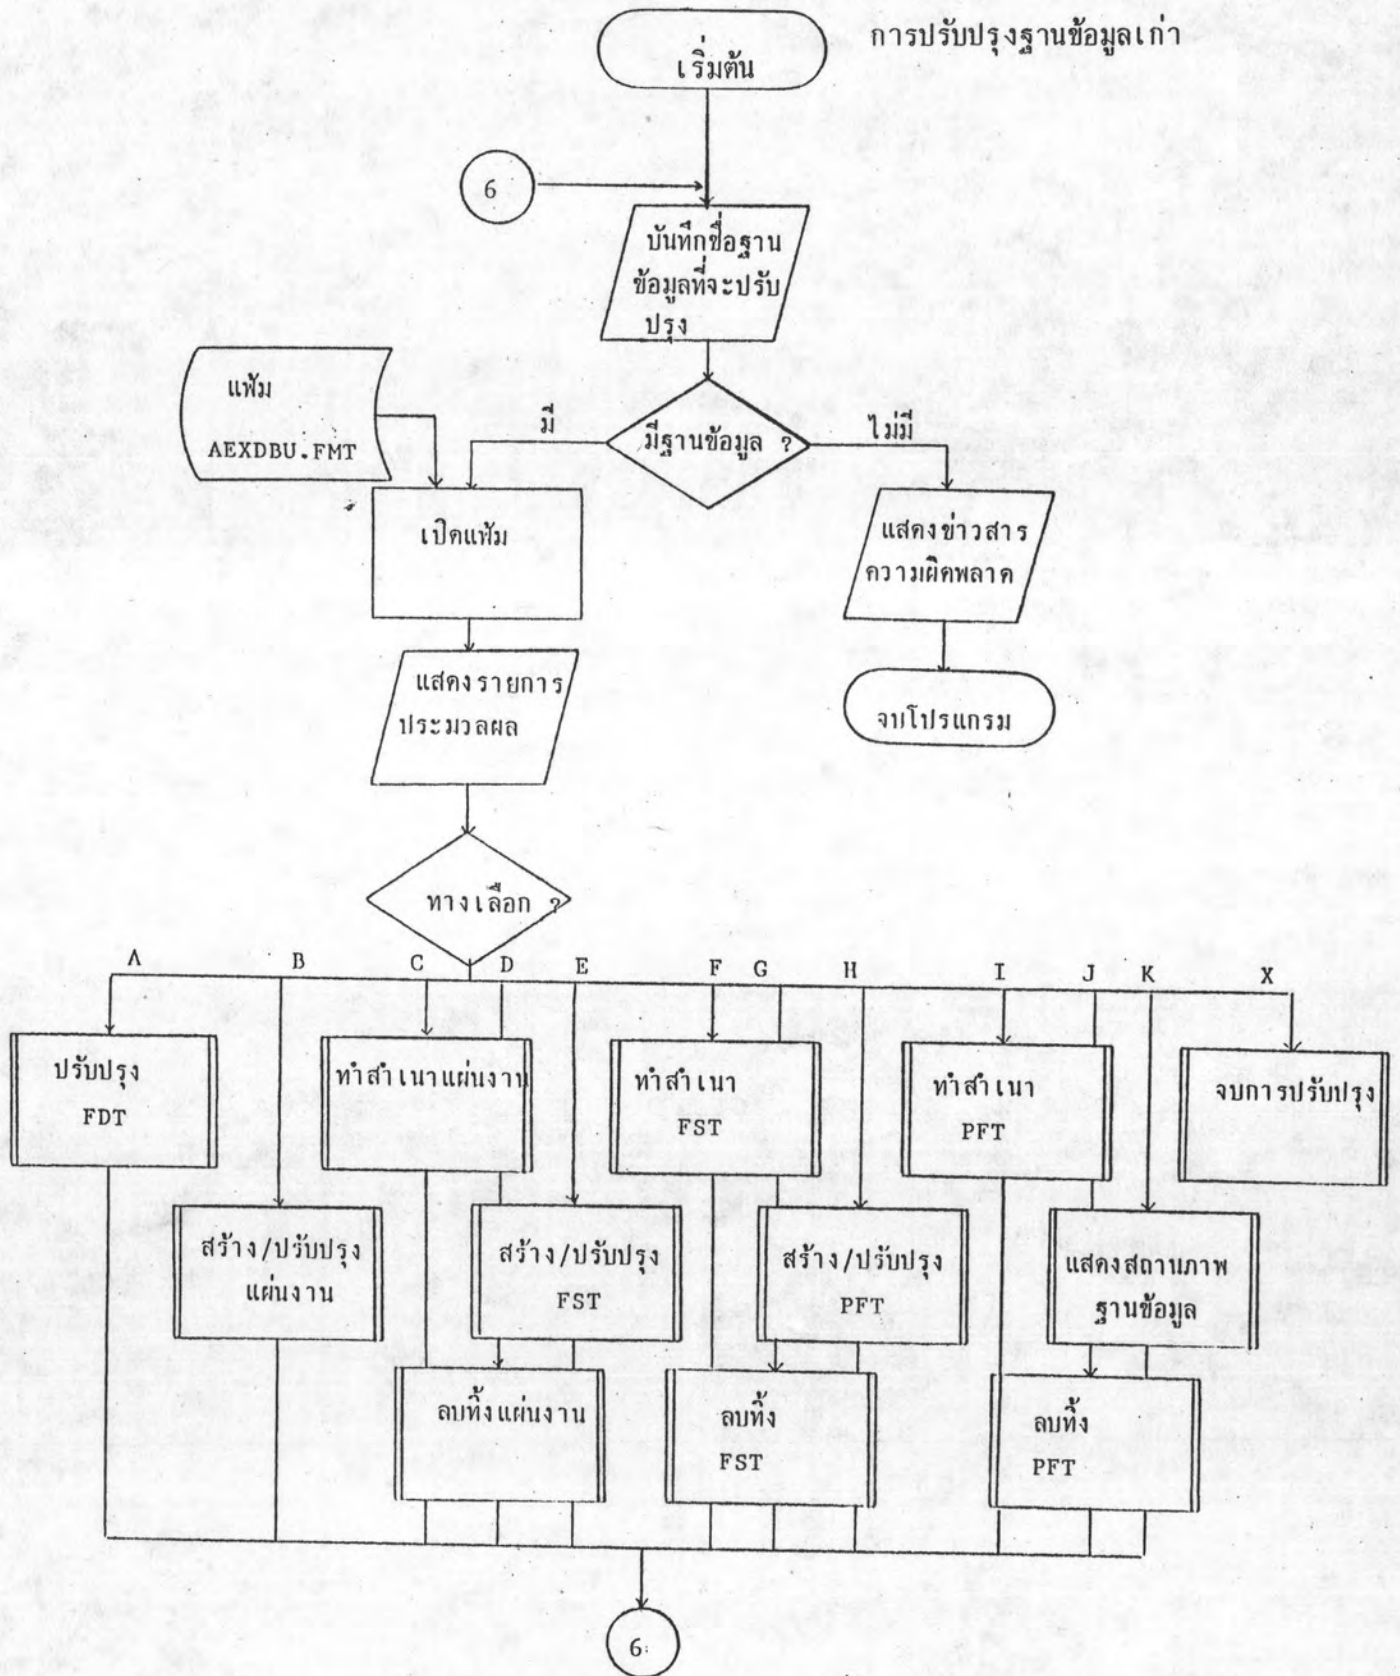 การปรับปรุงฐานข้อมูลเก่า
เริ่มต้น
6
บันทึกชื่อฐาน
ข้อมูลที่จะปรับ
ปรุง
แฟ้ม
AEXDBU.FMT
มี
มีฐานข้อมูล ?
ไม่มี
เปิดแฟ้ม
แสดงข่าวสาร
ความผิดพลาด
แสดงรายการ
ประมวลผล
จบโปรแกรม
ทางเลือก ?
A B C D E F G H I J K X
ปรับปรุง
FDT
ทำสำเนาแผ่นงาน
ทำสำเนา
FST
ทำสำเนา
PFT
จบการปรับปรุง
สร้าง/ปรับปรุง
แผ่นงาน
สร้าง/ปรับปรุง
FST
สร้าง/ปรับปรุง
PFT
แสดงสถานภาพ
ฐานข้อมูล
ลบทิ้งแผ่นงาน
ลบทิ้ง
FST
ลบทิ้ง
PFT
6